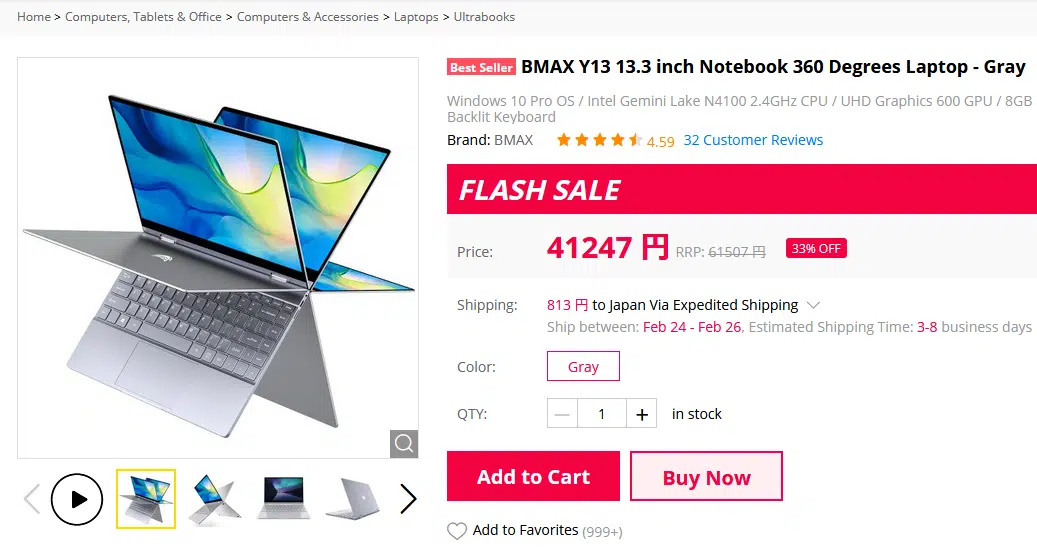 Home > Computers, Tablets & Office > Computers & Accessories > Laptops > Ultrabooks
Best Seller BMAX Y13 13.3 inch Notebook 360 Degrees Laptop - Gray
Windows 10 Pro OS / Intel Gemini Lake N4100 2.4GHz CPU / UHD Graphics 600 GPU / 8GB
Backlit Keyboard
Brand: BMAX 4.59 32 Customer Reviews
FLASH SALE
Price: 41247 円 RRP: 61507 円 33% OFF
Shipping: 813 円 to Japan Via Expedited Shipping
Ship between: Feb 24 - Feb 26, Estimated Shipping Time: 3-8 business days
Color: Gray
QTY: — 1 + in stock
Add to Cart Buy Now
Add to Favorites (999+)